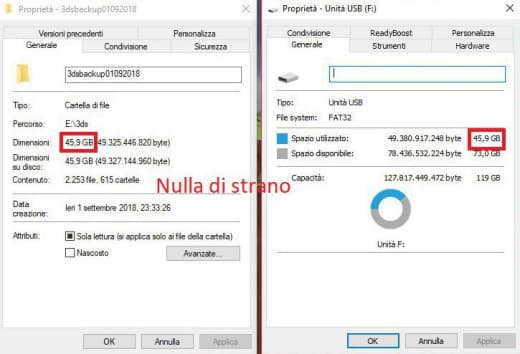 Proprietà - 3dsbackup01092018
Versioni precedenti
Personalizza
Generale
Condivisione
Sicurezza
3dsbackup01092018
Tipo:
Cartella di file
Percorso:
E:\3ds
Dimensioni:
45,9 GB (49.325.446.820 byte)
Dimensioni su disco:
45,9 GB (49.327.144.960 byte)
Contenuto:
2.253 file, 615 cartelle
Data creazione:
Ieri 1 settembre 2018, 23:33:26
Attributi:
Sola lettura (si applica solo ai file della cartella)
Nascosto
Avanzate...
OK
Annulla
Applica
Nulla di strano
Proprietà - Unità USB (F:)
Condivisione
ReadyBoost
Personalizza
Generale
Strumenti
Hardware
Tipo:
Unità USB
File system:
FAT32
Spazio utilizzato:
49.380.917.248 byte
45,9 GB
Spazio disponibile:
78.436.532.224 byte
73,0 GB
Capacità:
127.817.449.472 byte
119 GB
Unità F:
OK
Annulla
Applica